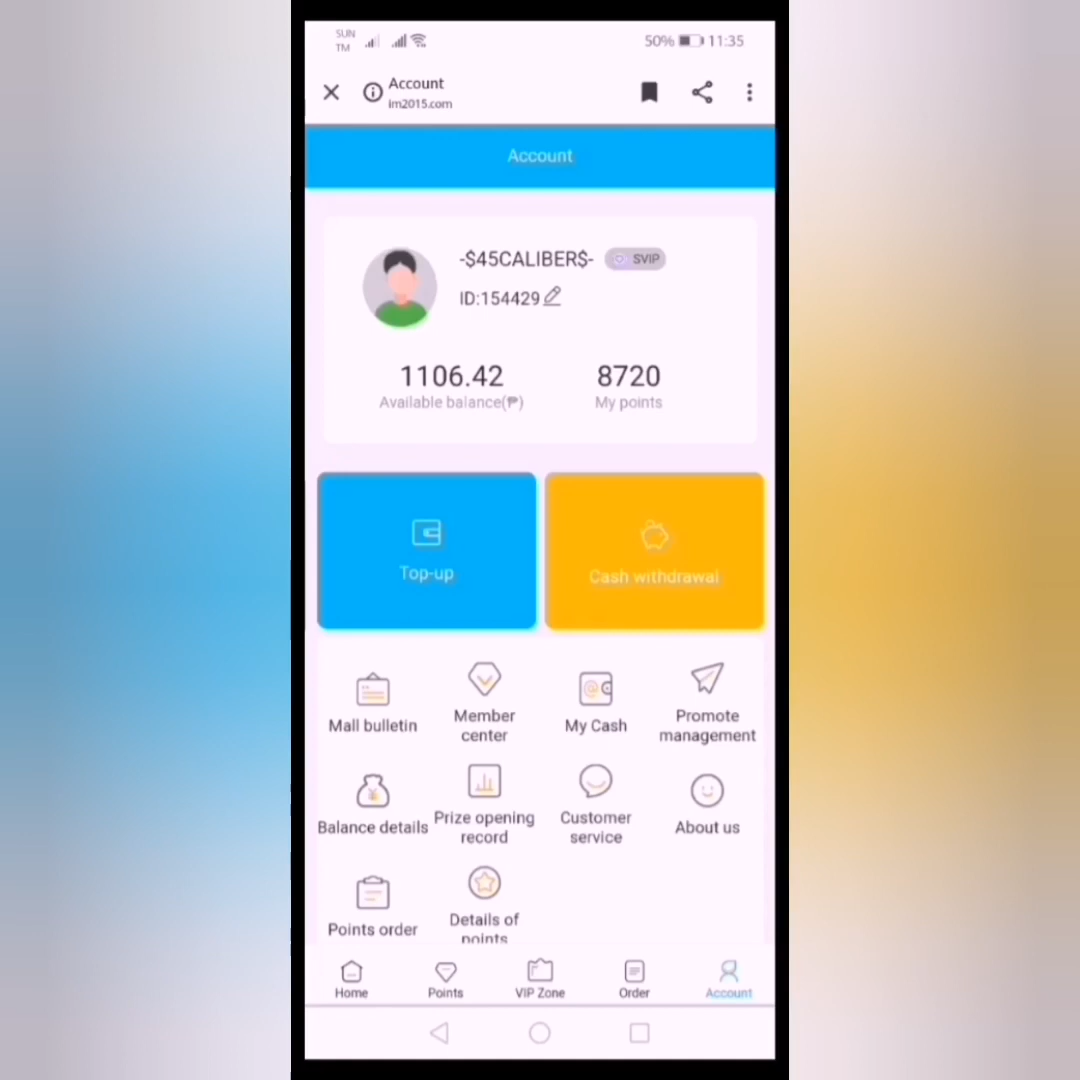 SUN
TM
50% 11:35
Account
im2015.com
Account
-$45CALIBER$-
SVIP
ID:154429
1106.42
8720
Available balance(₱)
My points
Top-up
Cash withdrawal
Mall bulletin
Member
center
My Cash
Promote
management
Balance details
Prize opening
record
Customer
service
About us
Points order
Details of
points
Home
Points
VIP Zone
Order
Account